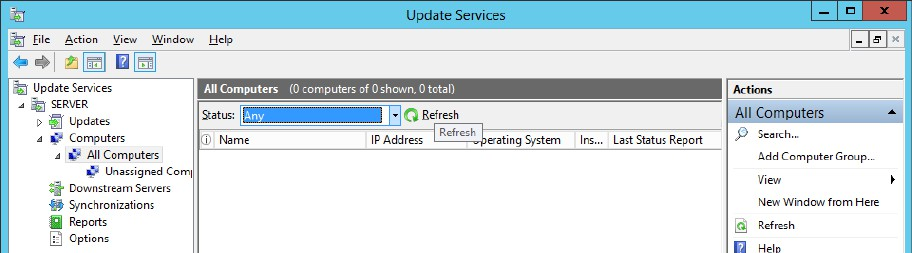 Update Services
File Action View Window Help
Update Services
SERVER
Updates
Computers
All Computers
Unassigned Comp
Downstream Servers
Synchronizations
Reports
Options
All Computers (0 computers of 0 shown, 0 total)
Status: Any Refresh
Refresh
Name IP Address Operating System Ins... Last Status Report
Actions
All Computers
Search...
Add Computer Group...
View
New Window from Here
Refresh
Help